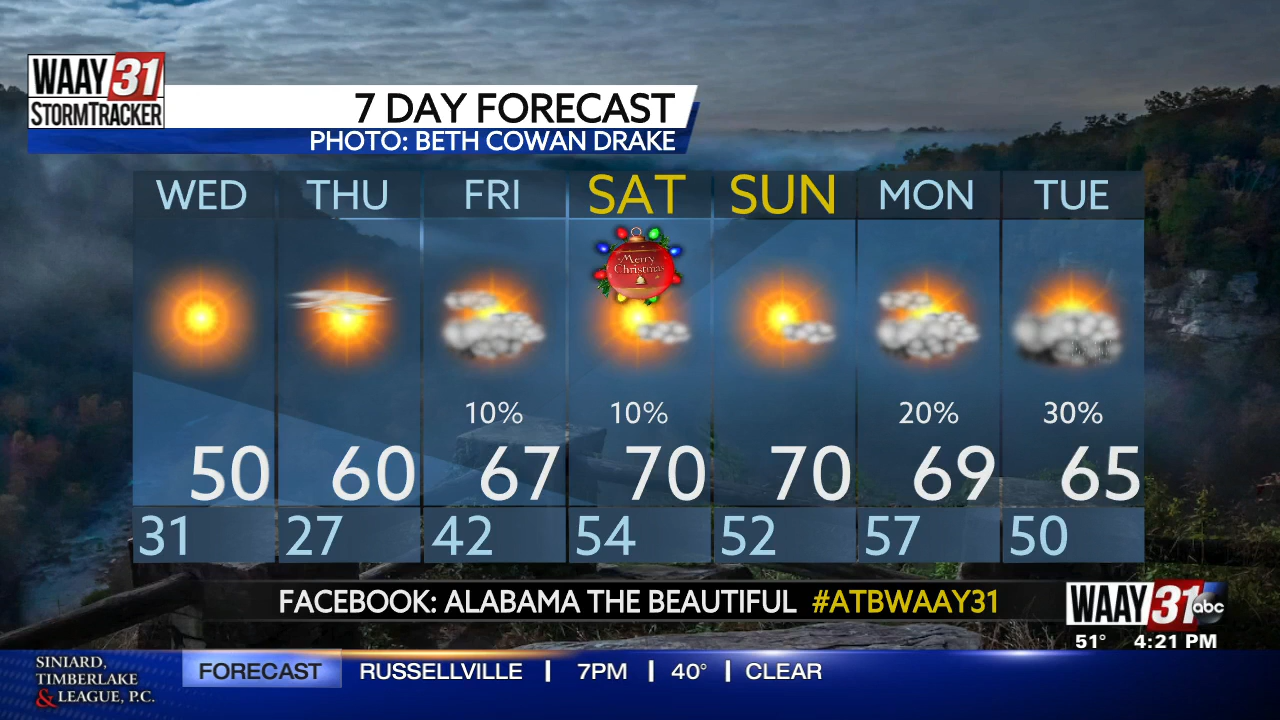 WAAY 31
STORMTRACKER
7 DAY FORECAST
PHOTO: BETH COWAN DRAKE
WED THU FRI SAT SUN MON TUE
Merry
Christmas
10% 10% 20% 30%
50 60 67 70 70 69 65
31 27 42 54 52 57 50
FACEBOOK: ALABAMA THE BEAUTIFUL #ATBWAAY31
WAAY 31 abc
51° 4:21 PM
SINIARD,
TIMBERLAKE
& LEAGUE, P.C.
FORECAST RUSSELLVILLE | 7PM | 40° | CLEAR